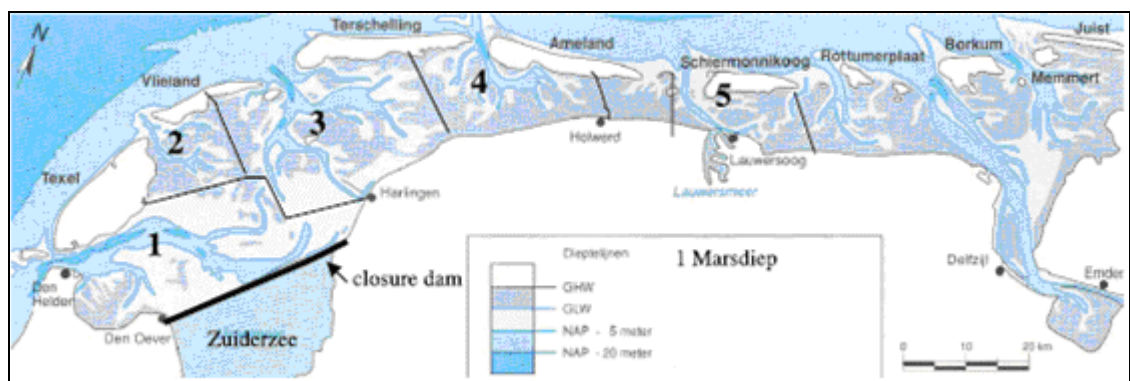 N
Texel
Vlieland
Terschelling
Ameland
Schiermonnikoog
Rottumerplaat
Borkum
Juist
Memmert
1
2
3
4
5
Den
Helder
Den Oever
Zuiderzee
closure dam
Harlingen
Holwerd
Lauwersoog
Lauwersmeer
Delfzijl
Emden
Dieptelijnen
1 Marsdiep
GHW
GLW
NAP - 5 meter
NAP - 20 meter
0 10 20 km